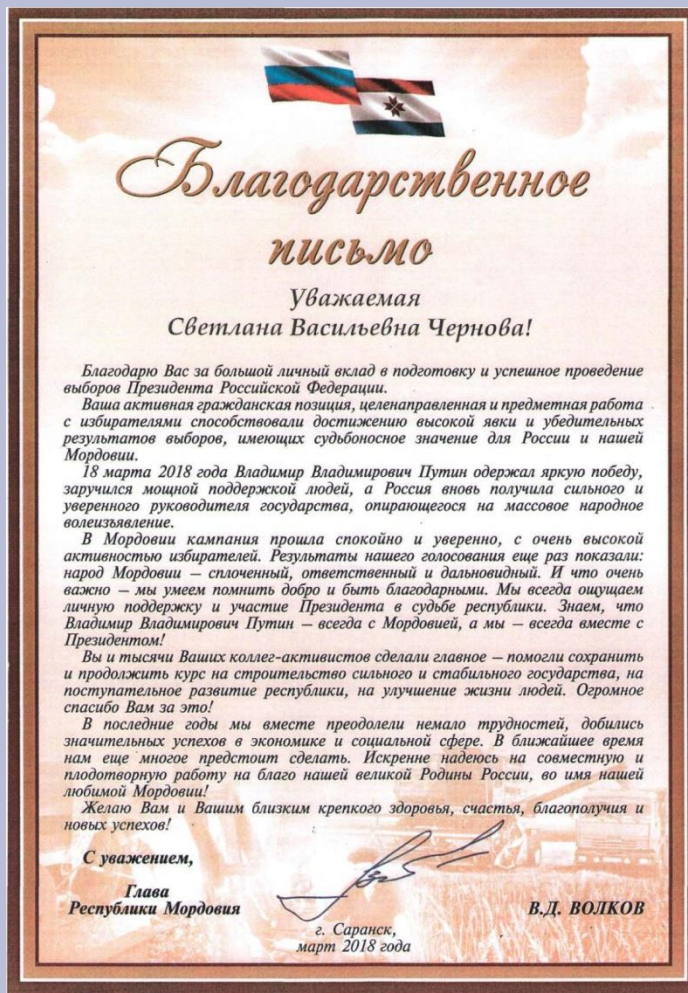 Благодарственное
письмо
Уважаемая
Светлана Васильевна Чернова!
Благодарю Вас за большой личный вклад в подготовку и успешное проведение
выборов Президента Российской Федерации.
Ваша активная гражданская позиция, целенаправленная и предметная работа
с избирателями способствовали достижению высокой явки и убедительных
результатов выборов, имеющих судьбоносное значение для России и нашей
Мордовии.
18 марта 2018 года Владимир Владимирович Путин одержал яркую победу,
заручился мощной поддержкой людей, а Россия вновь получила сильного и
уверенного руководителя государства, опирающегося на массовое народное
волеизъявление.
В Мордовии кампания прошла спокойно и уверенно, с очень высокой
активностью избирателей. Результаты нашего голосования еще раз показали:
народ Мордовии — сплоченный, ответственный и дальновидный. И что очень
важно — мы умеем помнить добро и быть благодарными. Мы всегда ощущаем
личную поддержку и участие Президента в судьбе республики. Знаем, что
Владимир Владимирович Путин — всегда с Мордовией, а мы — всегда вместе с
Президентом!
Вы и тысячи Ваших коллег-активистов сделали главное — помогли сохранить
и продолжить курс на строительство сильного и стабильного государства, на
поступательное развитие республики, на улучшение жизни людей. Огромное
спасибо Вам за это!
В последние годы мы вместе преодолели немало трудностей, добились
значительных успехов в экономике и социальной сфере. В ближайшее время
нам еще многое предстоит сделать. Искренне надеюсь на совместную и
плодотворную работу на благо нашей великой Родины России, во имя нашей
любимой Мордовии!
Желаю Вам и Вашим близким крепкого здоровья, счастья, благополучия и
новых успехов!
С уважением,
Глава
Республики Мордовия
В.Д. ВОЛКОВ
г. Саранск,
март 2018 года